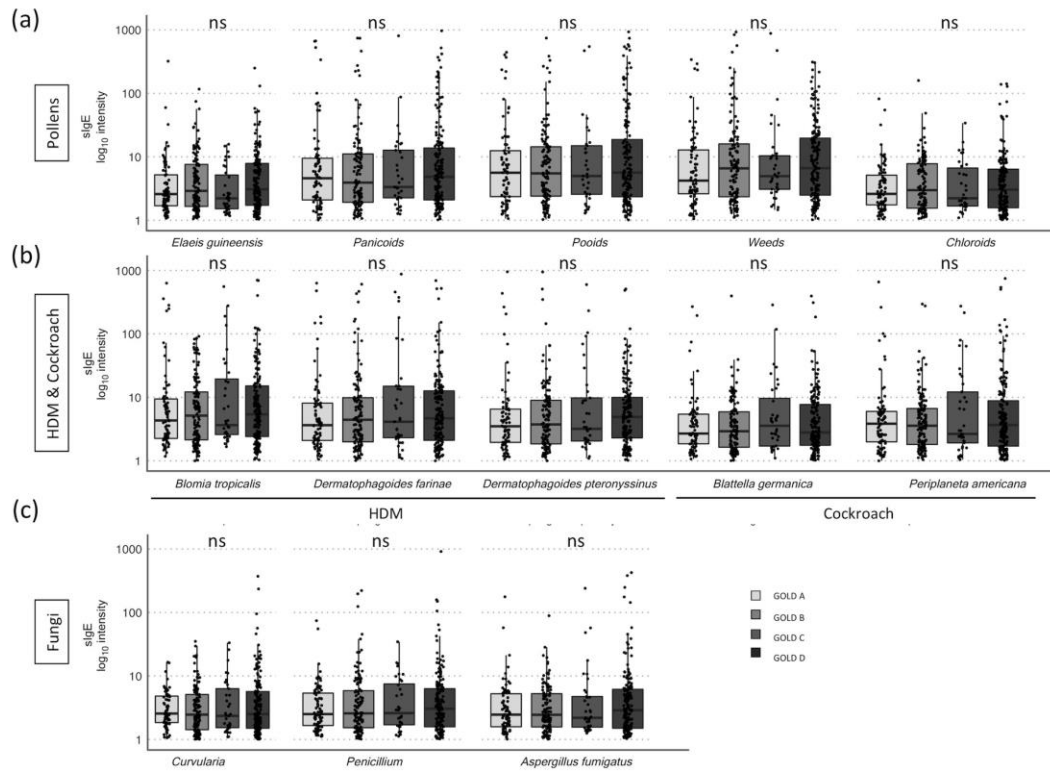 (a)
Pollens
sIgE
log10 intensity
1000
100
10
1
ns
ns
ns
ns
ns
Elaeis guineensis
Panicoids
Pooids
Weeds
Chloroids
(b)
HDM & Cockroach
sIgE
log10 intensity
1000
100
10
1
ns
ns
ns
ns
ns
Blomia tropicalis
Dermatophagoides farinae
Dermatophagoides pteronyssinus
Blattella germanica
Periplaneta americana
HDM
Cockroach
(c)
Fungi
sIgE
log10 intensity
1000
100
10
1
ns
ns
ns
Curvularia
Penicillium
Aspergillus fumigatus
GOLD A
GOLD B
GOLD C
GOLD D